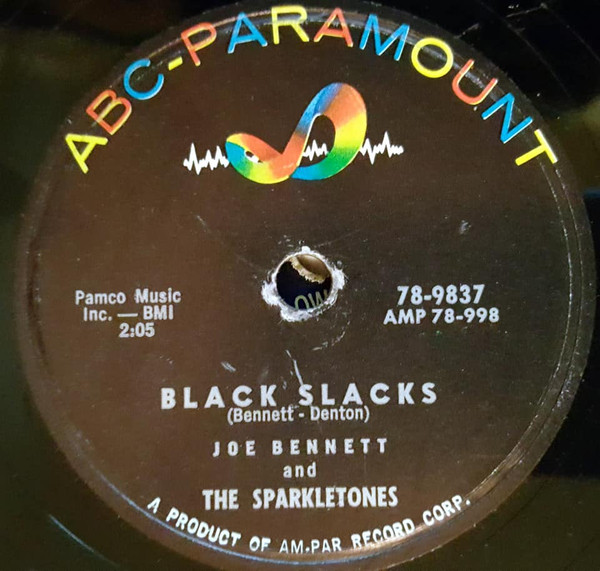 ABC-PARAMOUNT
Pamco Music
Inc. — BMI
2:05
78-9837
AMP 78-998
BLACK SLACKS
(Bennett - Denton)
JOE BENNETT
and
THE SPARKLETONES
A PRODUCT OF AM-PAR RECORD CORP.